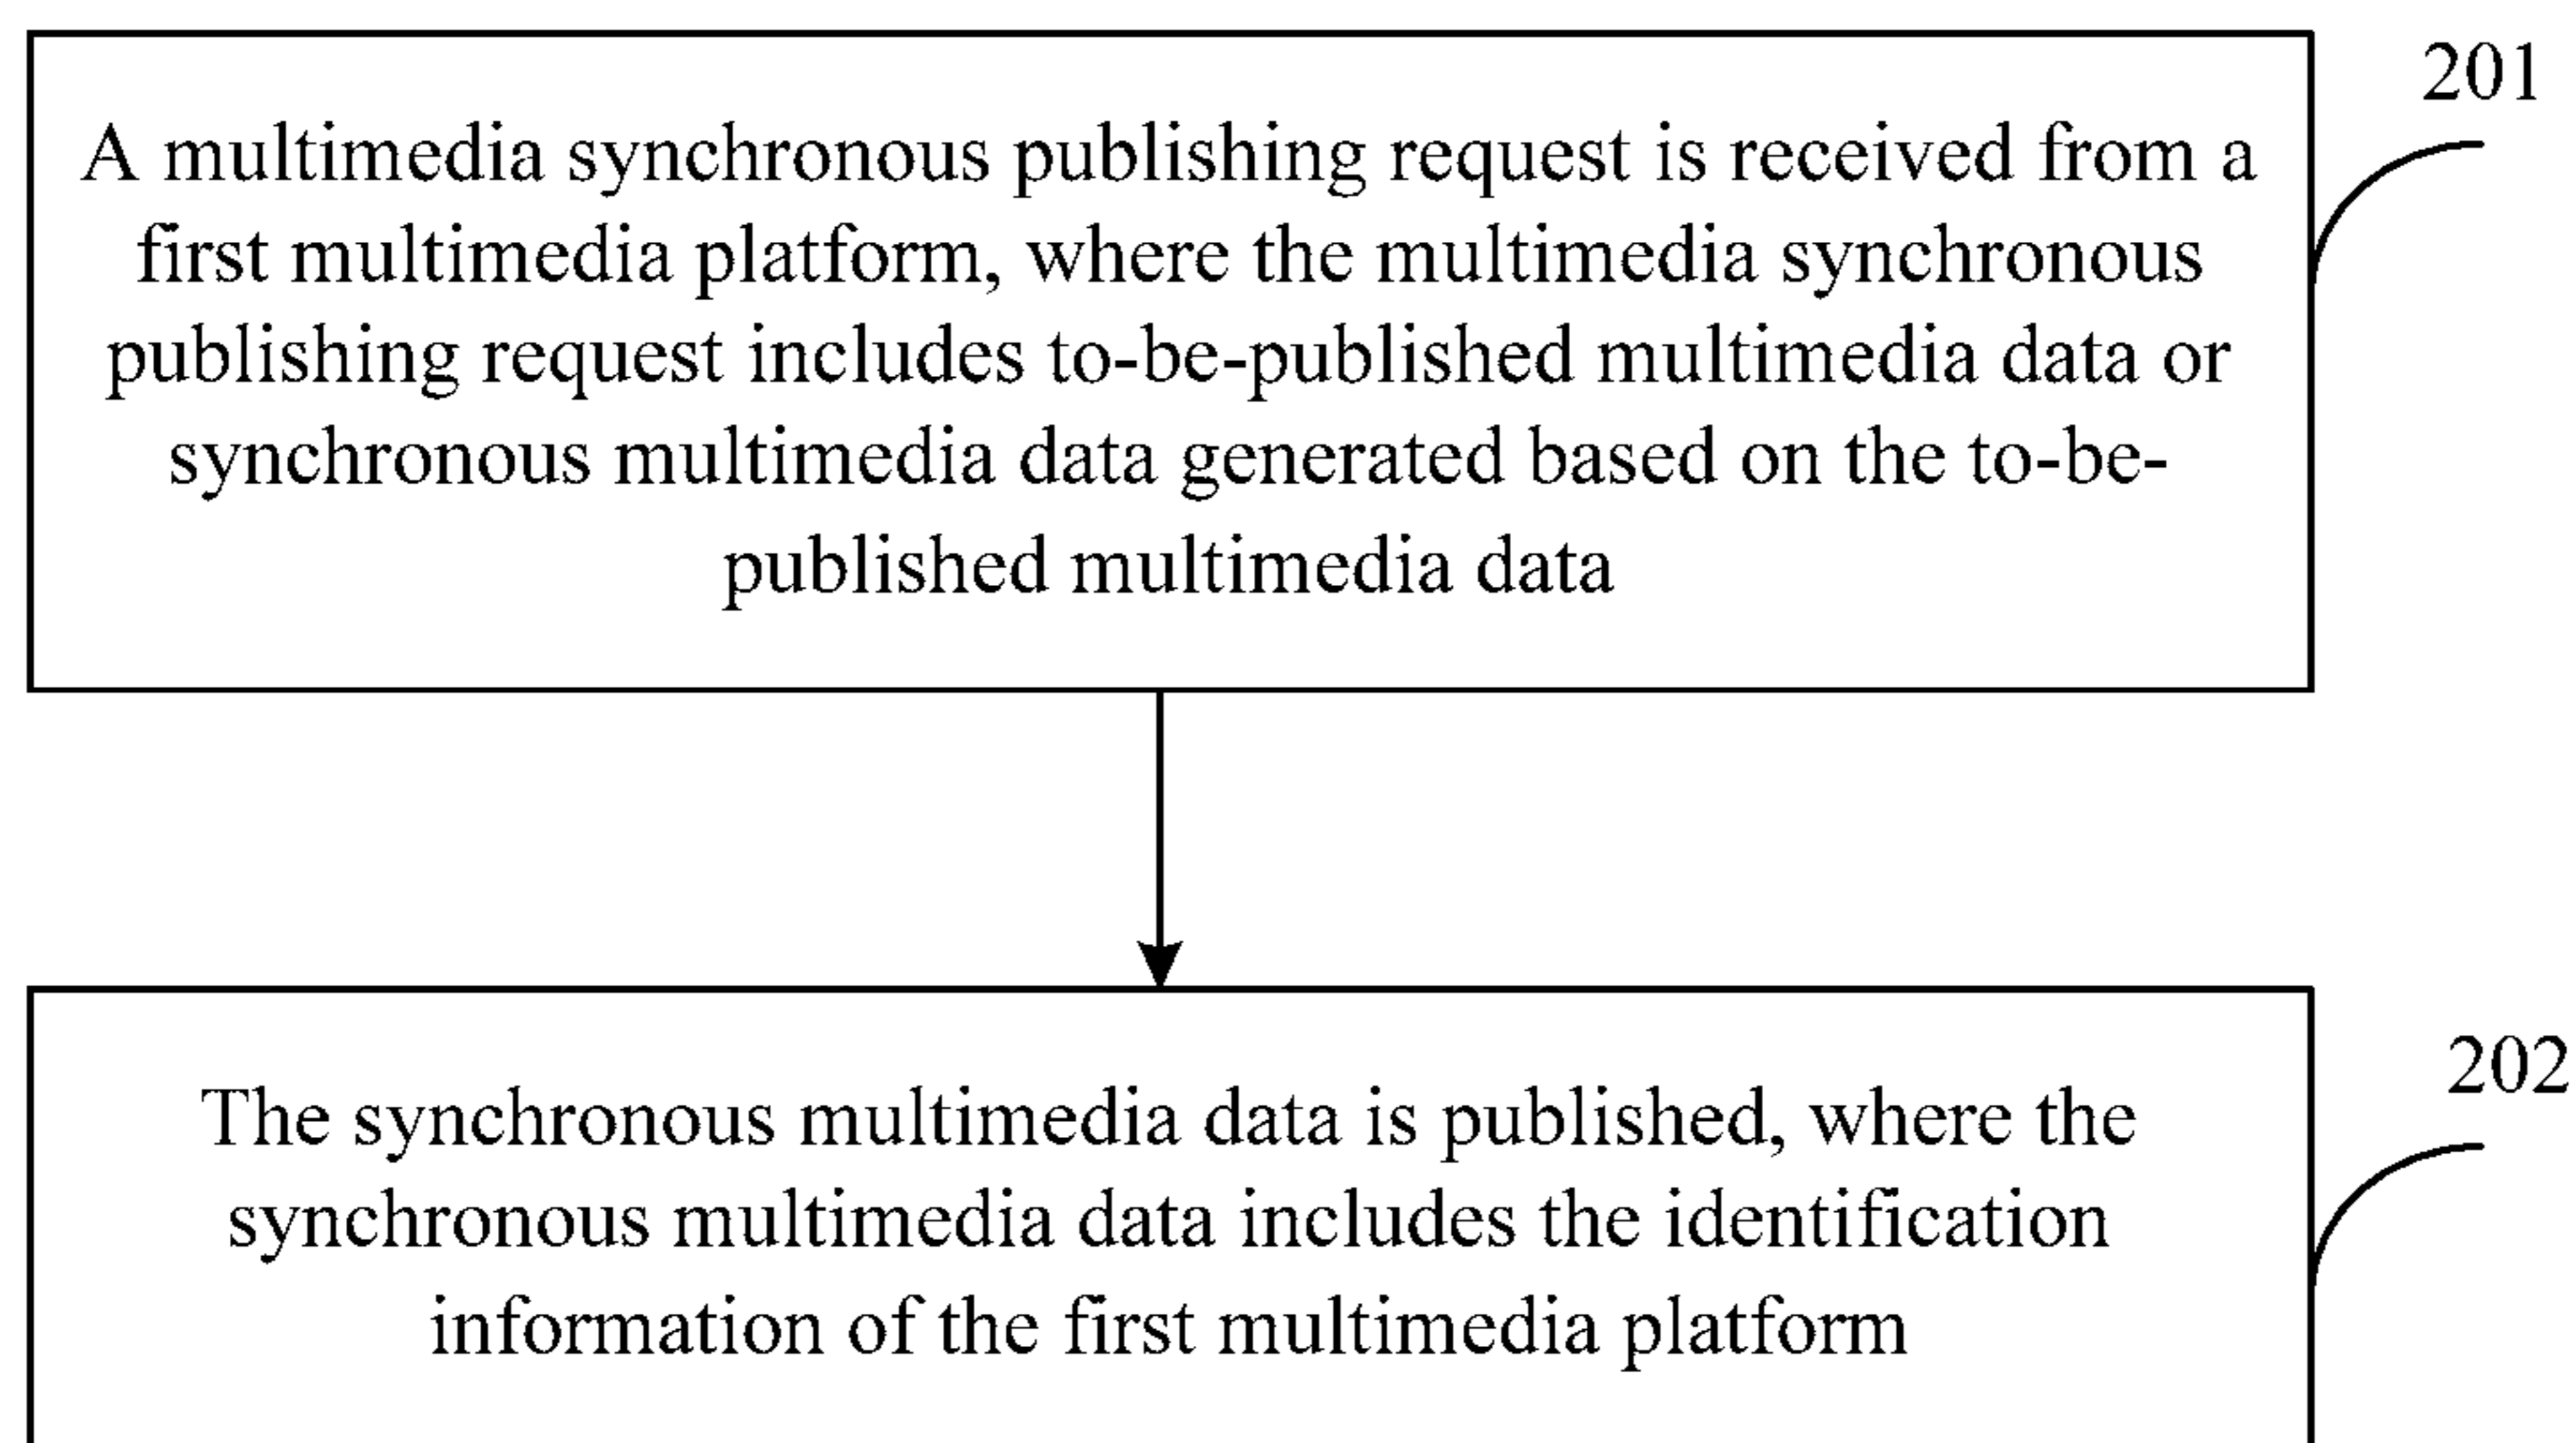 201
A multimedia synchronous publishing request is received from a
first multimedia platform, where the multimedia synchronous
publishing request includes to-be-published multimedia data or
synchronous multimedia data generated based on the to-be-
published multimedia data
202
The synchronous multimedia data is published, where the
synchronous multimedia data includes the identification
information of the first multimedia platform